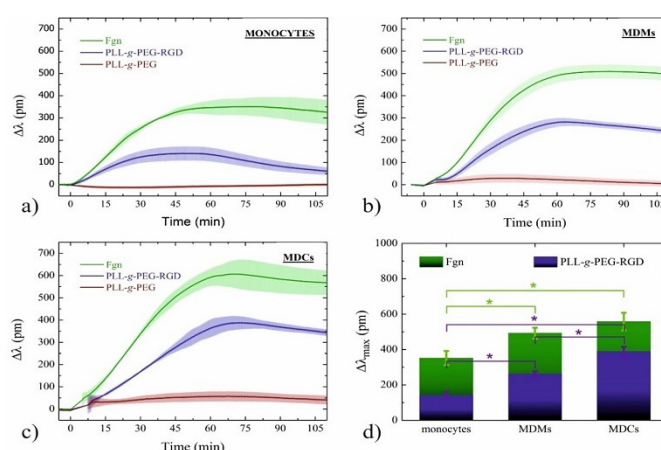 700
600
500
400
300
200
100
0
Δλ (pm)
MONOCYTES
Fgn
PLL-g-PEG-RGD
PLL-g-PEG
0 15 30 45 60 75 90 105
Time (min)
a)
700
600
500
400
300
200
100
0
Δλ (pm)
MDMs
Fgn
PLL-g-PEG-RGD
PLL-g-PEG
0 15 30 45 60 75 90 105
Time (min)
b)
700
600
500
400
300
200
100
0
Δλ (pm)
MDCs
Fgn
PLL-g-PEG-RGD
PLL-g-PEG
0 15 30 45 60 75 90 105
Time (min)
c)
1000
800
600
400
200
0
Δλmax (pm)
Fgn
PLL-g-PEG-RGD
*
*
*
*
*
monocytes MDMs MDCs
d)